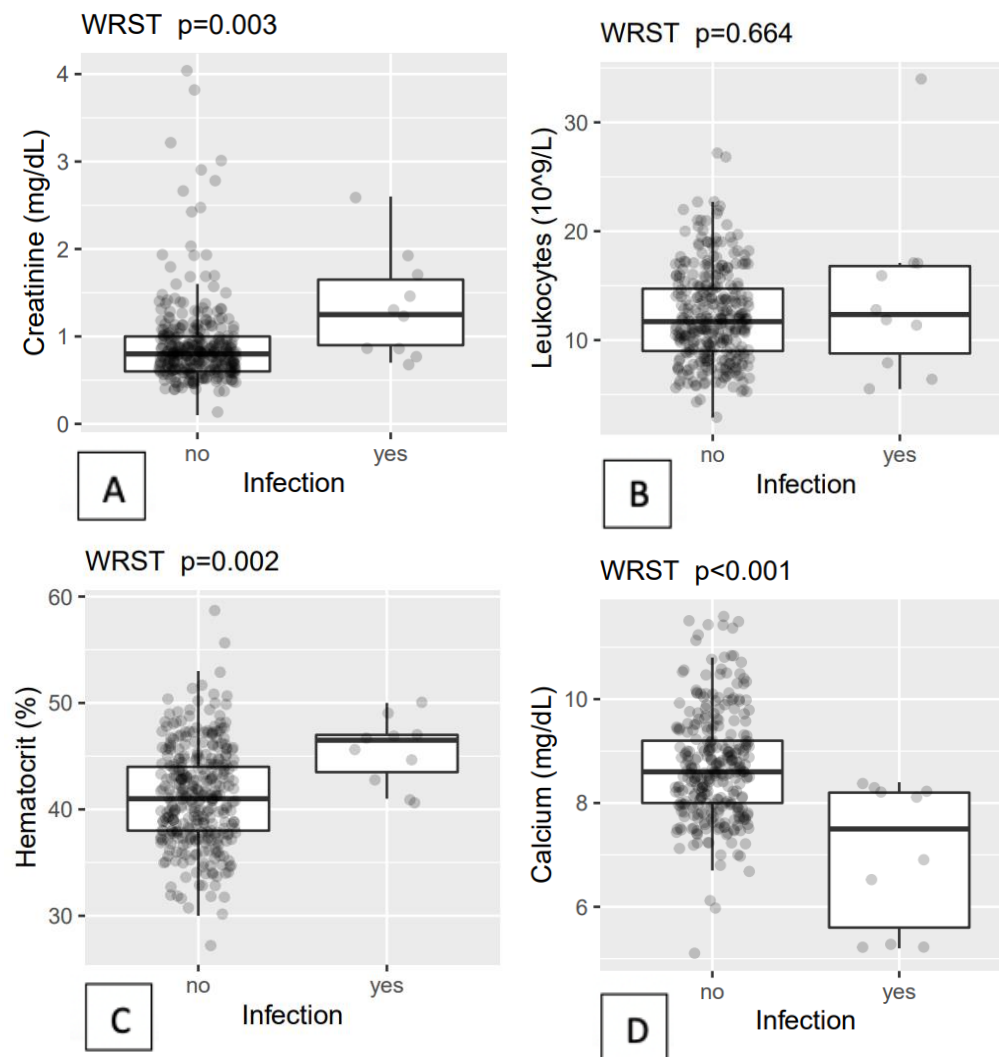 WRST p=0.003
Creatinine (mg/dL)
4
3
2
1
0
no yes
Infection
A
WRST p=0.664
Leukocytes (10^9/L)
30
20
10
no yes
Infection
B
WRST p=0.002
Hematocrit (%)
60
50
40
30
no yes
Infection
C
WRST p<0.001
Calcium (mg/dL)
10
8
6
no yes
Infection
D